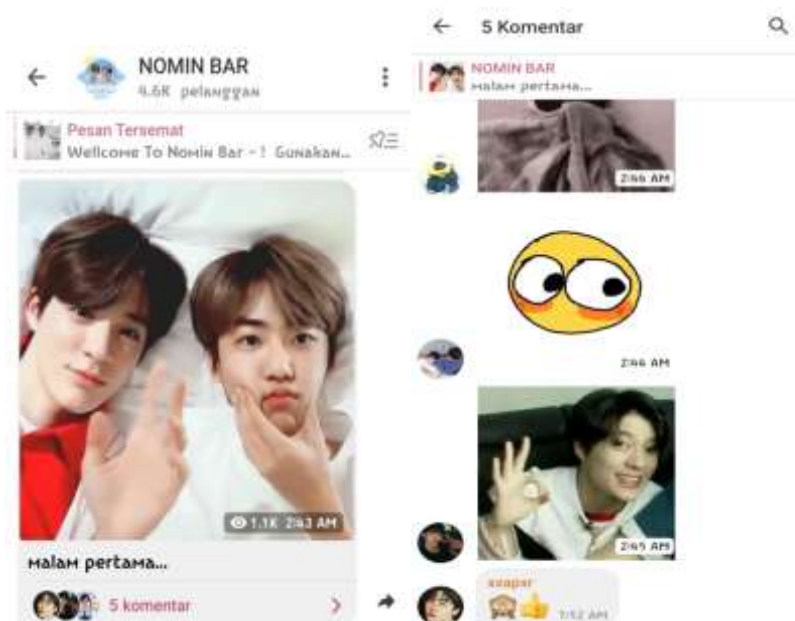 NOMIN BAR
4.6K pelanggan
Pesan Tersemat
Wellcome To Nomin Bar - ! Gunakan...
1.1K 2:43 AM
malam pertama...
5 komentar
5 Komentar
NOMIN BAR
malam pertama...
2:46 AM
2:46 AM
2:45 AM
7:52 AM